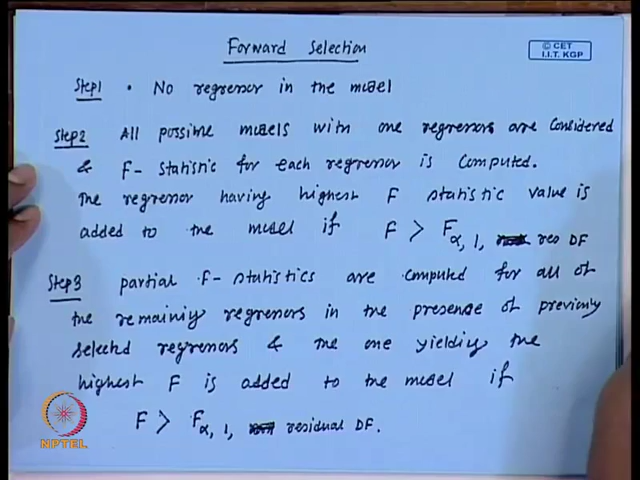 Forward Selection
© CET
I.I.T. KGP
Step1 • No regressor in the model
Step2 All possible models with one regressors are Considered
& F-statistic for each regressor is computed.
The regressor having highest F statistic value is
added to the model if F > Fα, 1, res DF
Step3 partial F-statistics are computed for all of
the remaining regressors in the presence of previously
selected regressors & the one yielding the
highest F is added to the model if
F > Fα, 1, residual DF.
NPTEL